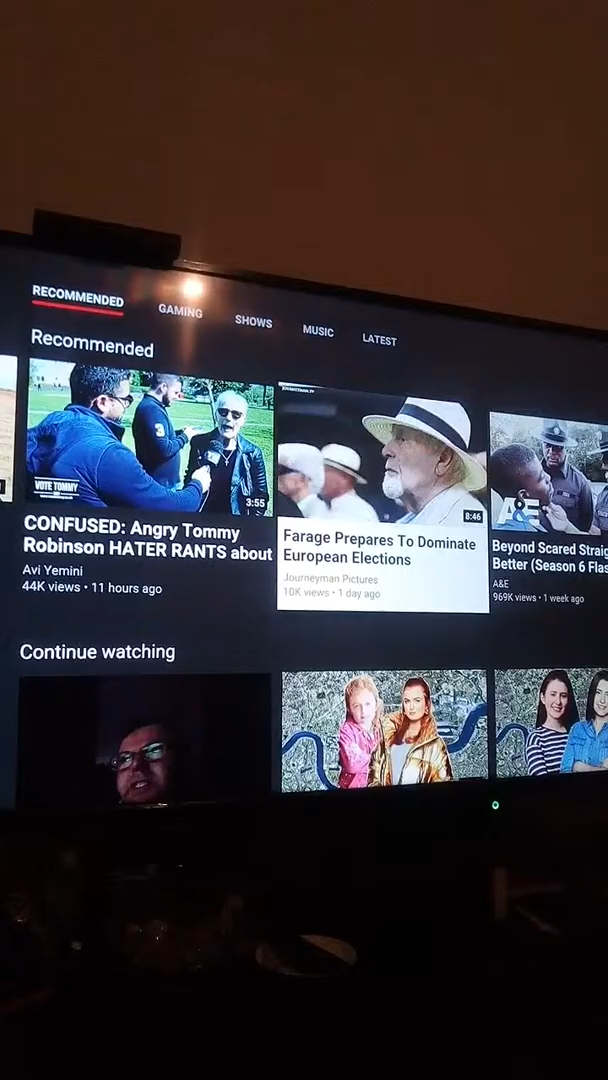 RECOMMENDED
GAMING
SHOWS
MUSIC
LATEST
Recommended
VOTE TOMMY
3
3:55
CONFUSED: Angry Tommy
Robinson HATER RANTS about
Avi Yemini
44K views • 11 hours ago
8:46
Farage Prepares To Dominate
European Elections
Journeyman Pictures
10K views • 1 day ago
A&E
Beyond Scared Straig
Better (Season 6 Flas
A&E
969K views • 1 week ago
Continue watching